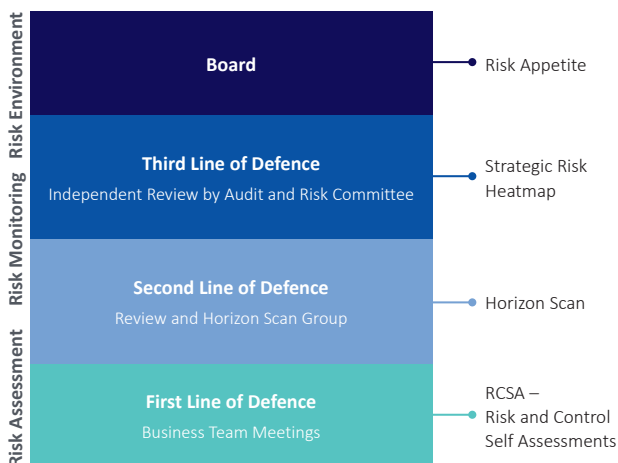 Risk Environment
Risk Monitoring
Risk Assessment
Board
Risk Appetite
Third Line of Defence
Independent Review by Audit and Risk Committee
Strategic Risk
Heatmap
Second Line of Defence
Review and Horizon Scan Group
Horizon Scan
First Line of Defence
Business Team Meetings
RCSA –
Risk and Control
Self Assessments